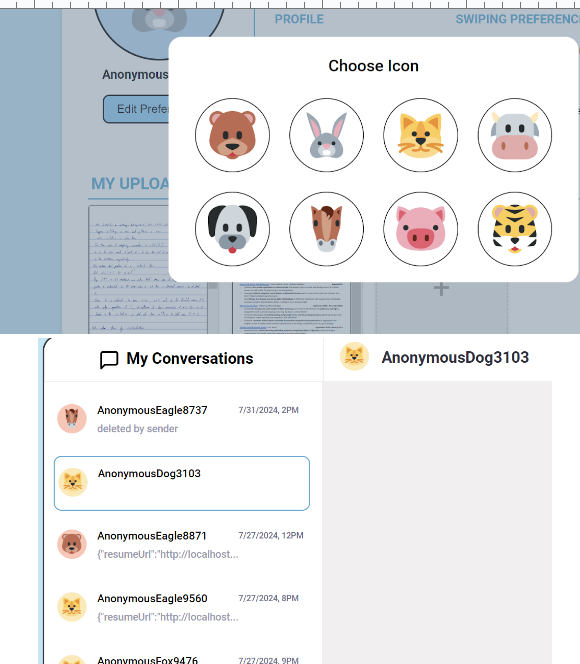 PROFILE
SWIPING PREFERENC
Choose Icon
Anonymous
Edit Prefer
MY UPLOA
My Conversations
AnonymousDog3103
AnonymousEagle8737
7/31/2024, 2PM
deleted by sender
AnonymousDog3103
AnonymousEagle8871
7/27/2024, 12PM
{"resumeUrl":"http://localhost...
AnonymousEagle9560
7/27/2024, 8PM
{"resumeUrl":"http://localhost...
AnonymousFox9476
7/27/2024, 9PM